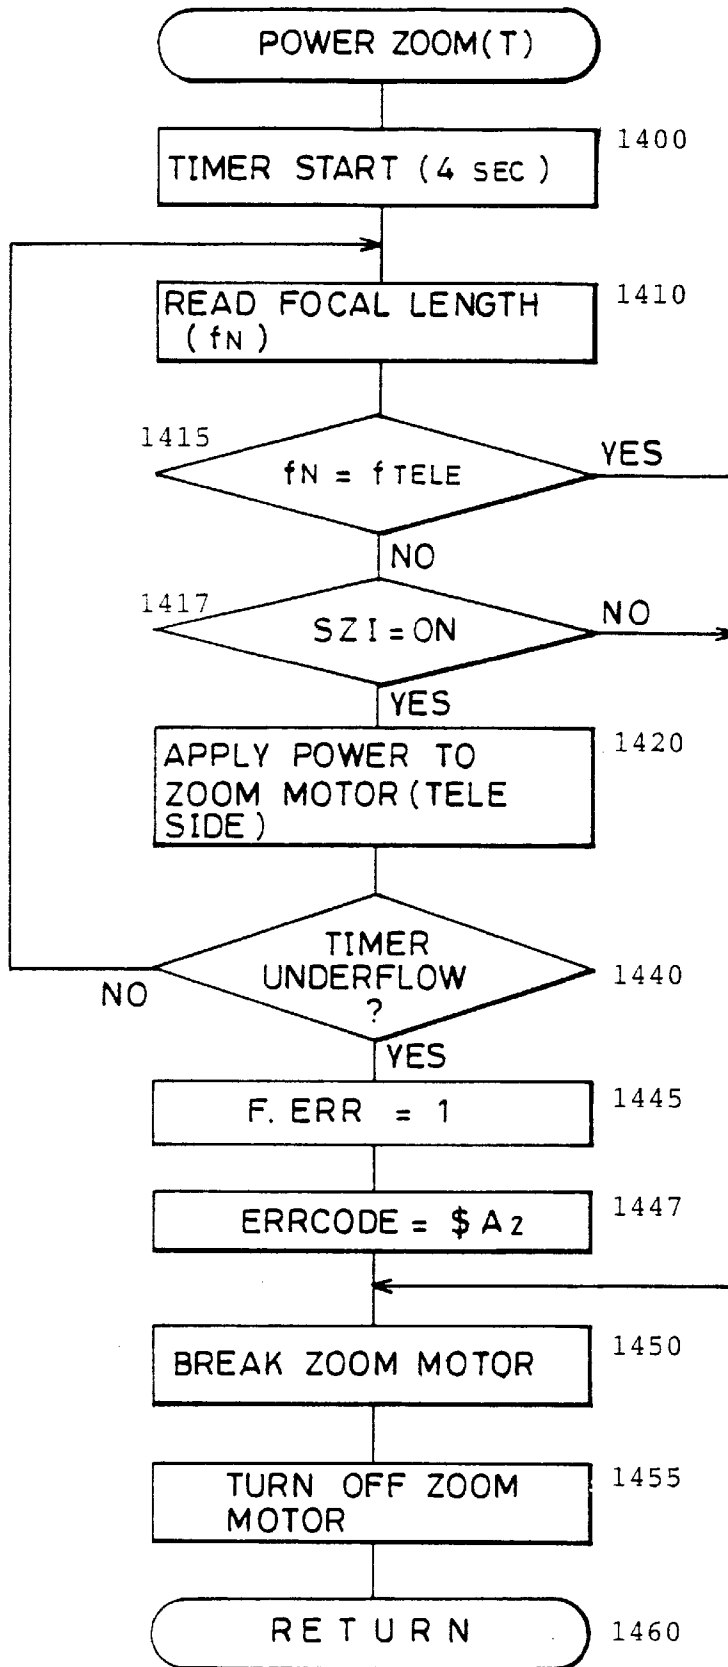 POWER ZOOM(T)
1400
TIMER START (4 SEC)
READ FOCAL LENGTH
1410
(fN)
1415
fN = fTELE
YES
NO
1417
SZI=ON
NO
YES
APPLY POWER TO
1420
ZOOM MOTOR(TELE
SIDE)
TIMER
UNDERFLOW
1440
?
NO
YES
F. ERR = 1
1445
ERRCODE = $A2
1447
BREAK ZOOM MOTOR
1450
TURN OFF ZOOM
1455
MOTOR
RETURN
1460